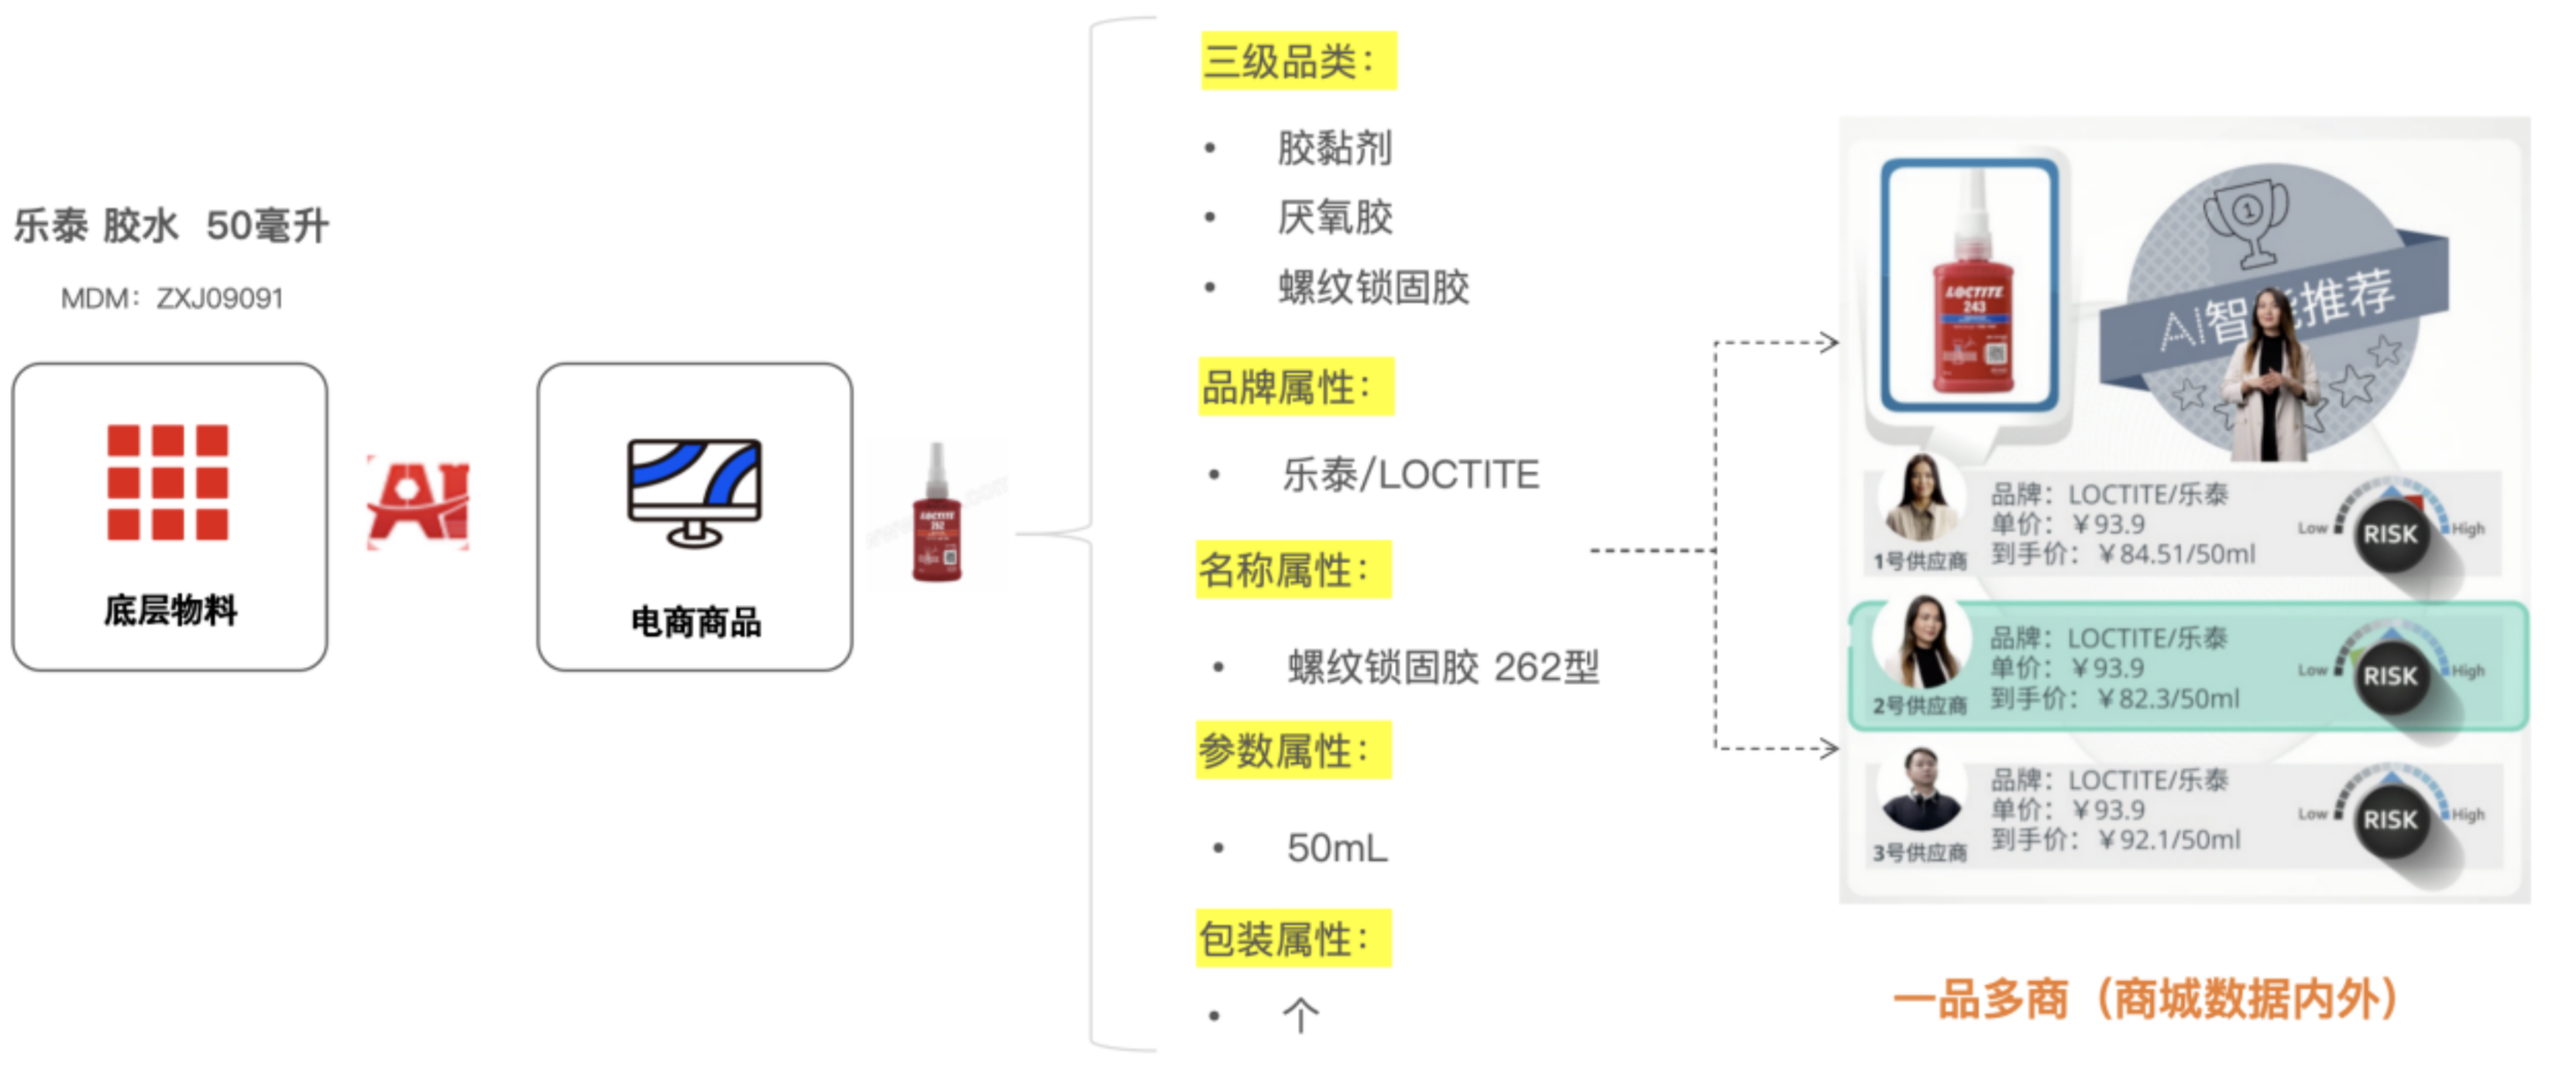 乐泰 胶水 50毫升
MDM：ZXJ09091
底层物料
AI
电商商品
LOCTITE
262
三级品类：
• 胶黏剂
• 厌氧胶
• 螺纹锁固胶
品牌属性：
• 乐泰/LOCTITE
名称属性：
• 螺纹锁固胶 262型
参数属性：
• 50mL
包装属性：
• 个
LOCTITE
243
1
AI智能推荐
品牌：LOCTITE/乐泰
单价：￥93.9
到手价：￥84.51/50ml
1号供应商
Low
RISK
High
品牌：LOCTITE/乐泰
单价：￥93.9
到手价：￥82.3/50ml
2号供应商
Low
RISK
High
品牌：LOCTITE/乐泰
单价：￥93.9
到手价：￥92.1/50ml
3号供应商
Low
RISK
High
一品多商（商城数据内外）